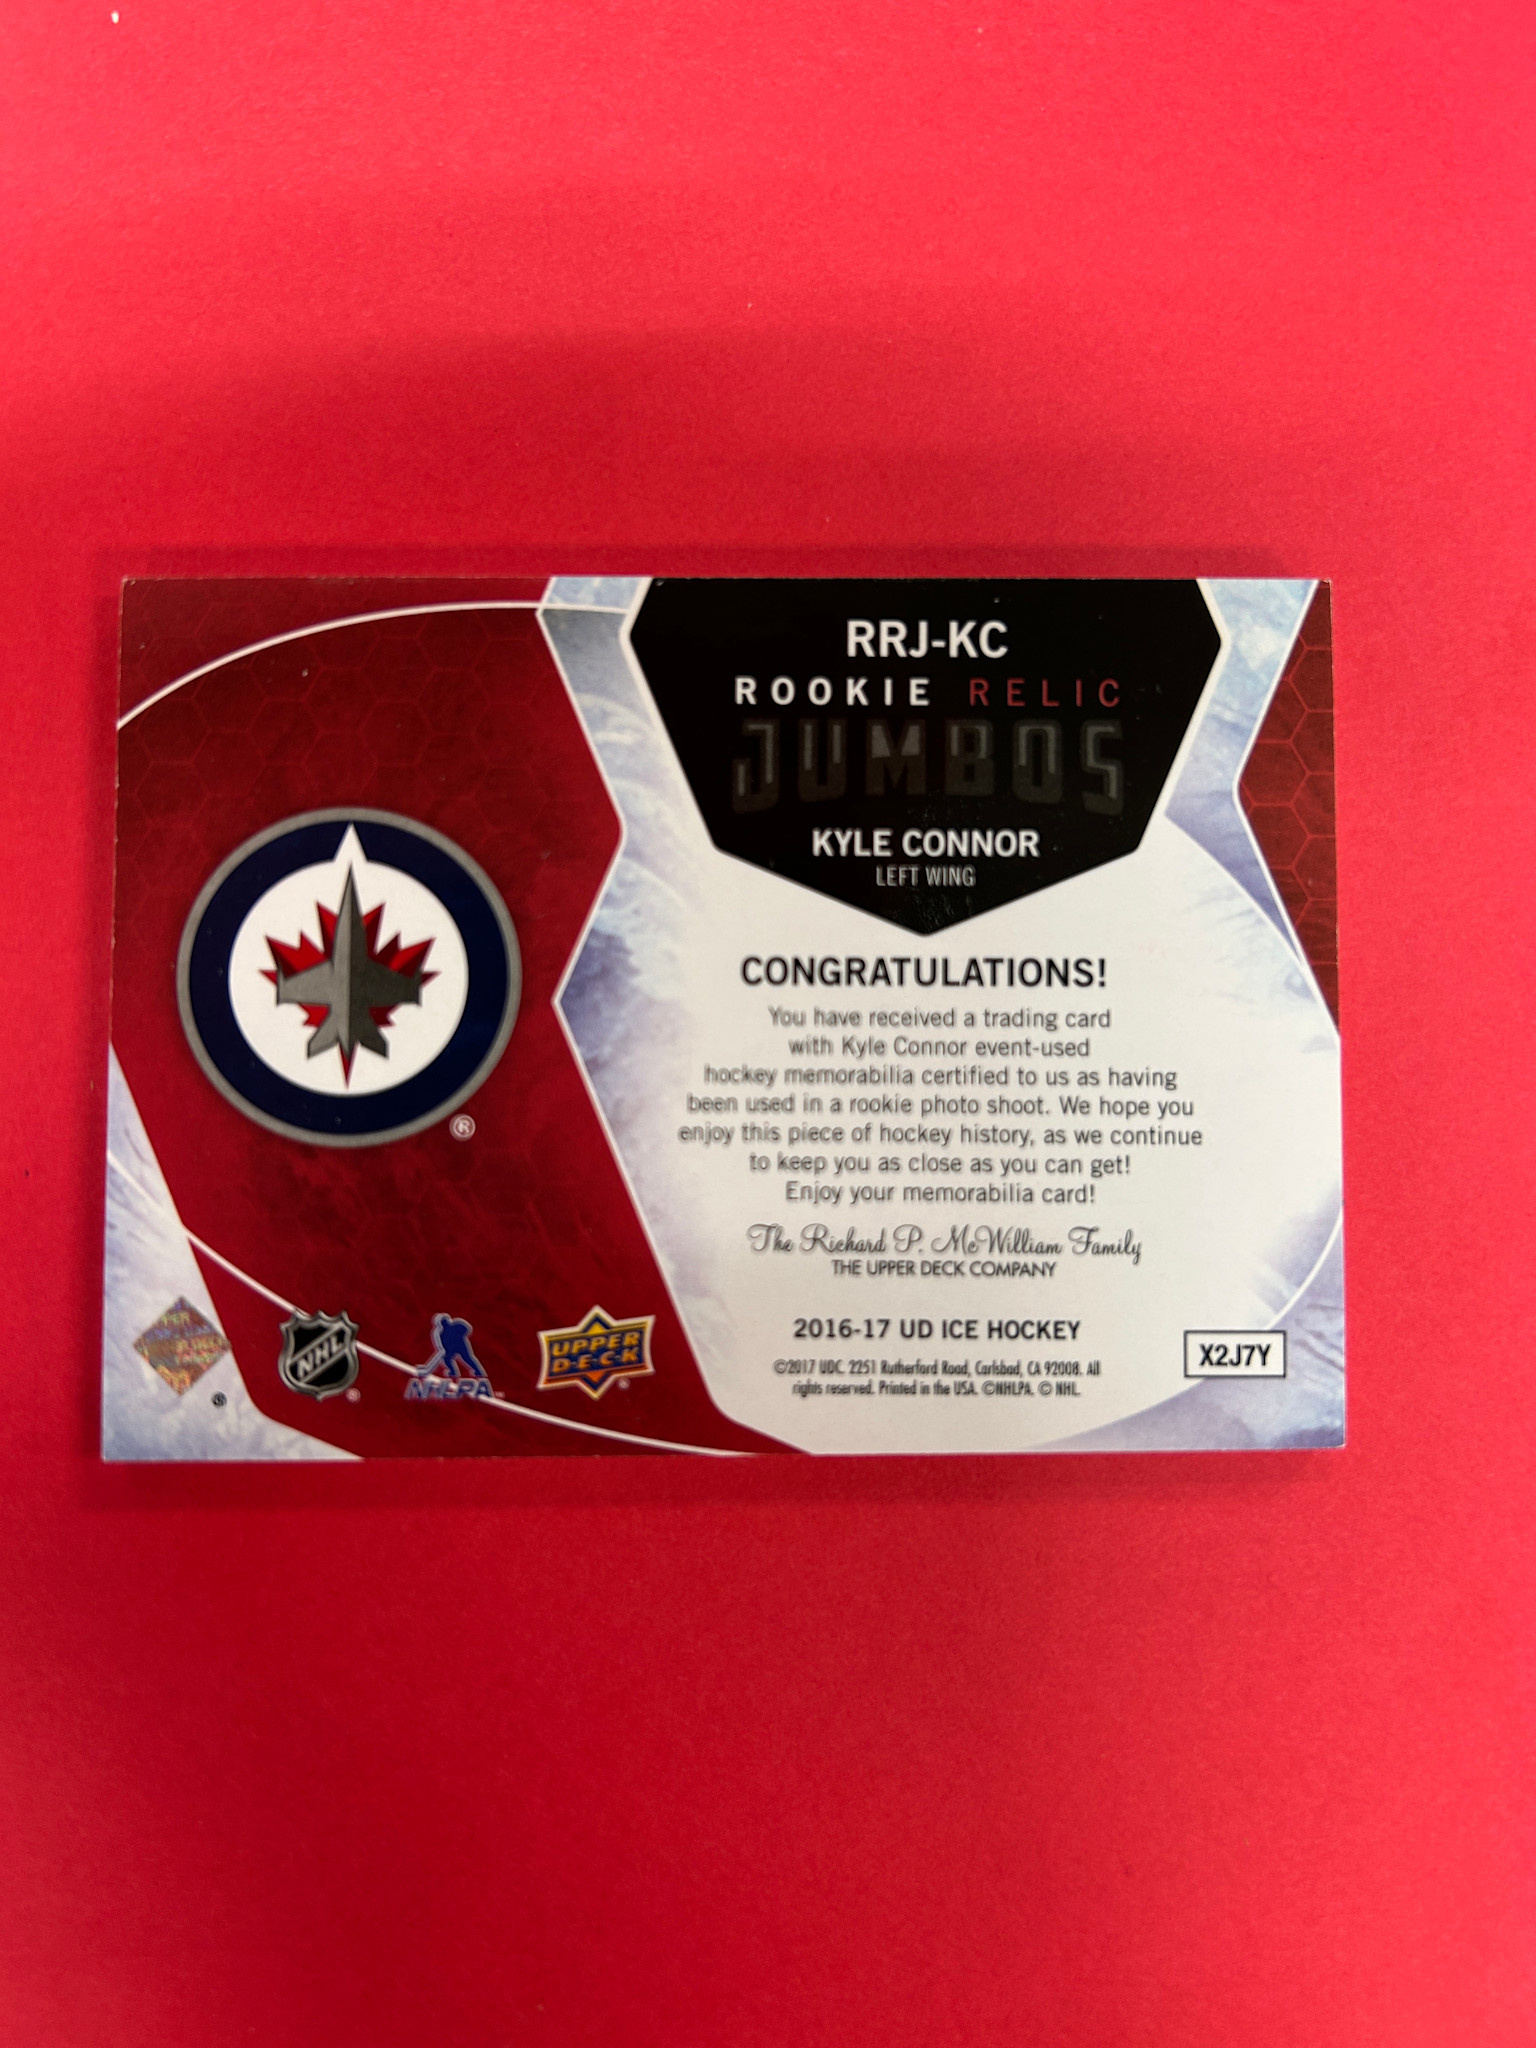 RRJ-KC
ROOKIE RELIC
JUMBOS
KYLE CONNOR
LEFT WING
CONGRATULATIONS!
You have received a trading card
with Kyle Connor event-used
hockey memorabilia certified to us as having
been used in a rookie photo shoot. We hope you
enjoy this piece of hockey history, as we continue
to keep you as close as you can get!
Enjoy your memorabilia card!
The Richard P. McWilliam Family
THE UPPER DECK COMPANY
2016-17 UD ICE HOCKEY
©2017 UDC. 2251 Rutherford Road, Carlsbad, CA 92008. All
rights reserved. Printed in the USA. ©NHLPA. © NHL.
X2J7Y
®
NHL
®
NHLPA™
UPPER
DECK
®